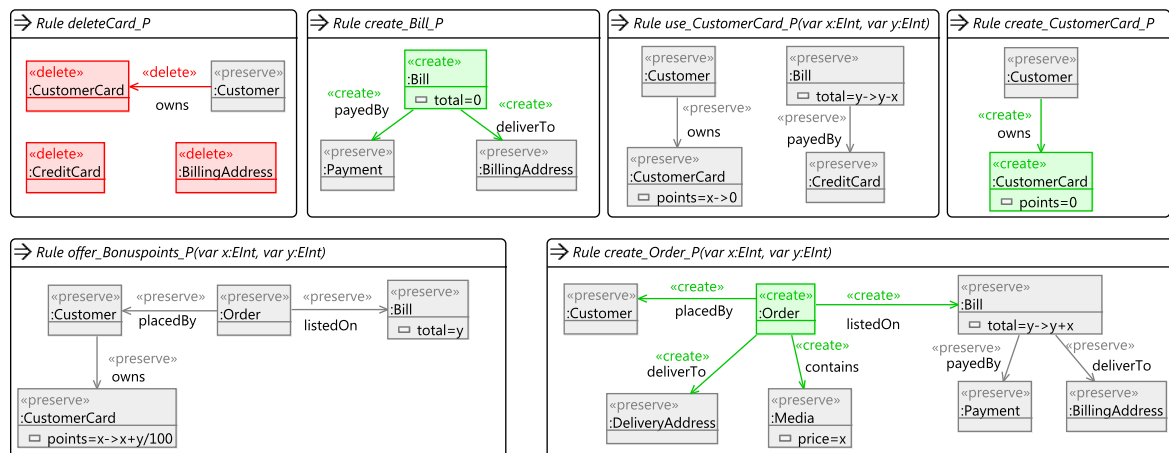 Rule deleteCard_P
«delete»
:CustomerCard
«delete»
owns
«preserve»
:Customer
«delete»
:CreditCard
«delete»
:BillingAddress
Rule create_Bill_P
«create»
:Bill
total=0
«create»
payedBy
«create»
deliverTo
«preserve»
:Payment
«preserve»
:BillingAddress
Rule use_CustomerCard_P(var x:EInt, var y:EInt)
«preserve»
:Customer
«preserve»
owns
«preserve»
:CustomerCard
points=x->0
«preserve»
:Bill
total=y->y-x
«preserve»
payedBy
«preserve»
:CreditCard
Rule create_CustomerCard_P
«preserve»
:Customer
«create»
owns
«create»
:CustomerCard
points=0
Rule offer_Bonuspoints_P(var x:EInt, var y:EInt)
«preserve»
:Customer
«preserve»
placedBy
«preserve»
:Order
«preserve»
listedOn
«preserve»
:Bill
total=y
«preserve»
owns
«preserve»
:CustomerCard
points=x->x+y/100
Rule create_Order_P(var x:EInt, var y:EInt)
«preserve»
:Customer
«create»
placedBy
«create»
:Order
«create»
listedOn
«preserve»
:Bill
total=y->y+x
«create»
deliverTo
«create»
contains
«preserve»
payedBy
«preserve»
deliverTo
«preserve»
:DeliveryAddress
«preserve»
:Media
price=x
«preserve»
:Payment
«preserve»
:BillingAddress